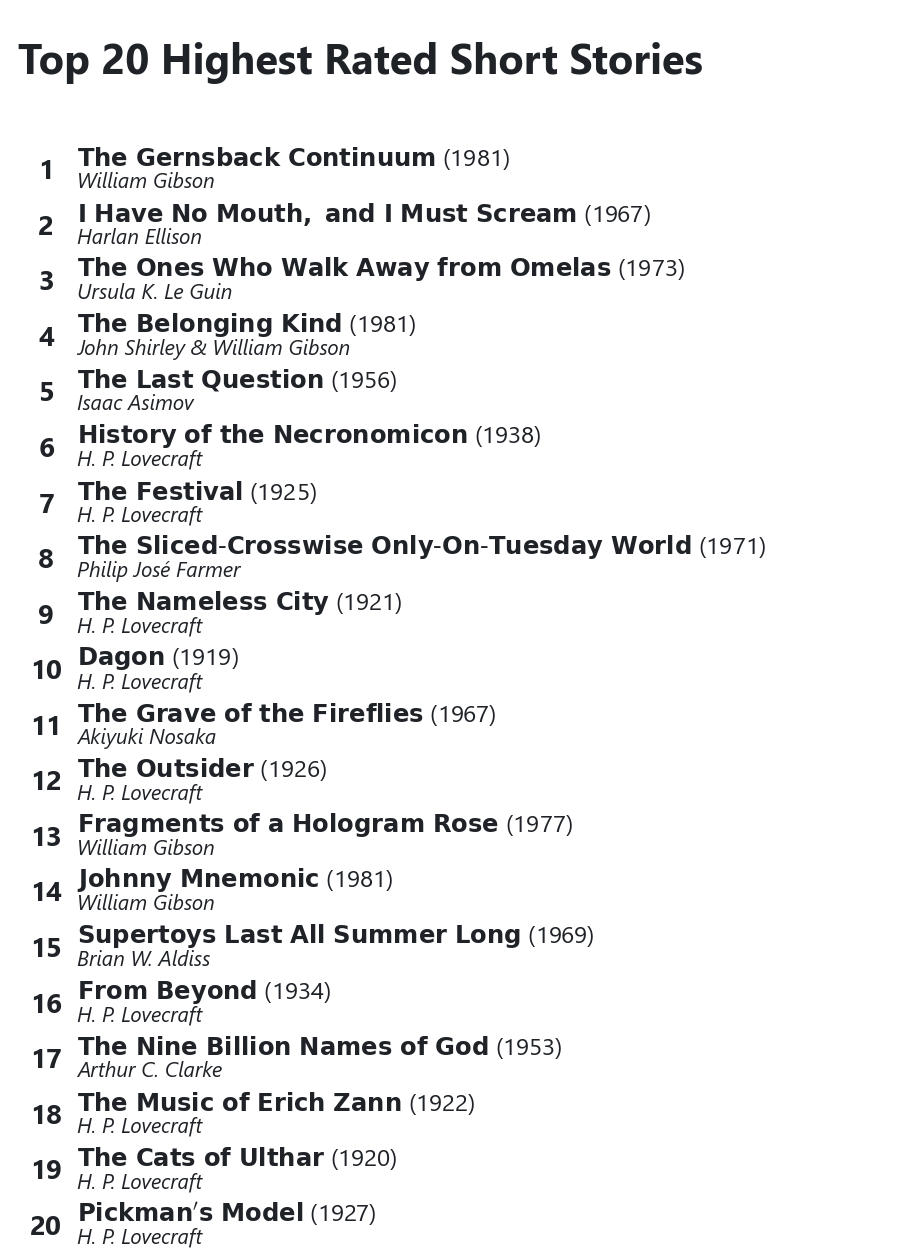 Top 20 Highest Rated Short Stories
1 The Gernsback Continuum (1981)
William Gibson
2 I Have No Mouth, and I Must Scream (1967)
Harlan Ellison
3 The Ones Who Walk Away from Omelas (1973)
Ursula K. Le Guin
4 The Belonging Kind (1981)
John Shirley & William Gibson
5 The Last Question (1956)
Isaac Asimov
6 History of the Necronomicon (1938)
H. P. Lovecraft
7 The Festival (1925)
H. P. Lovecraft
8 The Sliced-Crosswise Only-On-Tuesday World (1971)
Philip José Farmer
9 The Nameless City (1921)
H. P. Lovecraft
10 Dagon (1919)
H. P. Lovecraft
11 The Grave of the Fireflies (1967)
Akiyuki Nosaka
12 The Outsider (1926)
H. P. Lovecraft
13 Fragments of a Hologram Rose (1977)
William Gibson
14 Johnny Mnemonic (1981)
William Gibson
15 Supertoys Last All Summer Long (1969)
Brian W. Aldiss
16 From Beyond (1934)
H. P. Lovecraft
17 The Nine Billion Names of God (1953)
Arthur C. Clarke
18 The Music of Erich Zann (1922)
H. P. Lovecraft
19 The Cats of Ulthar (1920)
H. P. Lovecraft
20 Pickman′s Model (1927)
H. P. Lovecraft